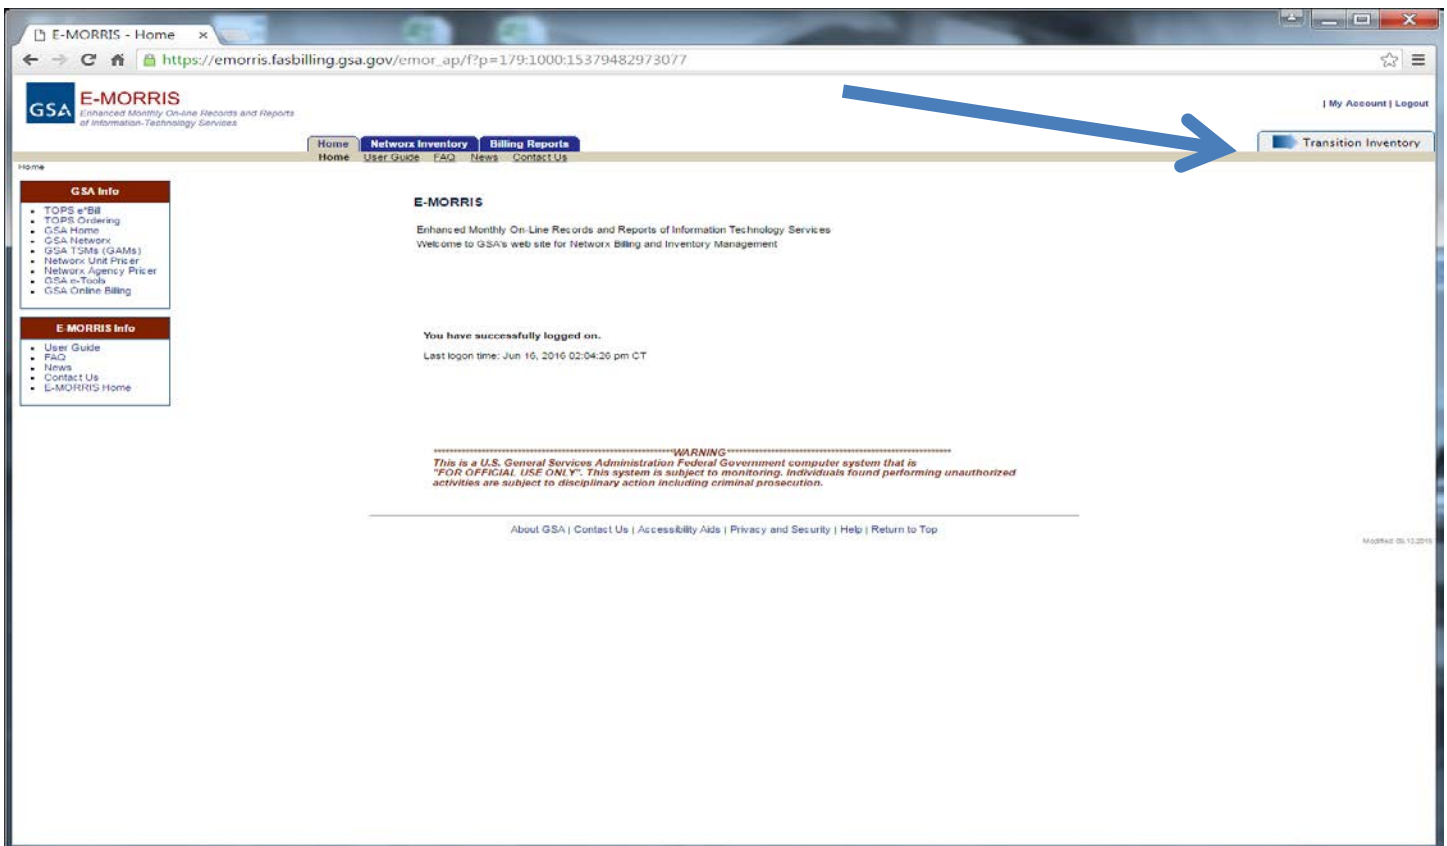 E-MORRIS - Home
https://emorris.fasbilling.gsa.gov/emor_ap/f?p=179:1000:15379482973077
GSA
E-MORRIS
Enhanced Monthly On-line Records and Reports
of Information-Technology Services
| My Account | Logout
Home Networx Inventory Billing Reports
Transition Inventory
Home User Guide FAQ News Contact Us
Home
GSA Info
TOPS e*Bill
TOPS Ordering
GSA Home
GSA Networx
GSA TSMs (GAMs)
Networx Unit Pricer
Networx Agency Pricer
GSA e-Tools
GSA Online Billing
E-MORRIS Info
User Guide
FAQ
News
Contact Us
E-MORRIS Home
E-MORRIS
Enhanced Monthly On-Line Records and Reports of Information Technology Services
Welcome to GSA's web site for Networx Billing and Inventory Management
You have successfully logged on.
Last logon time: Jun 16, 2016 02:04:26 pm CT
WARNING
This is a U.S. General Services Administration Federal Government computer system that is
"FOR OFFICIAL USE ONLY". This system is subject to monitoring. Individuals found performing unauthorized
activities are subject to disciplinary action including criminal prosecution.
About GSA | Contact Us | Accessibility Aids | Privacy and Security | Help | Return to Top
Modified: